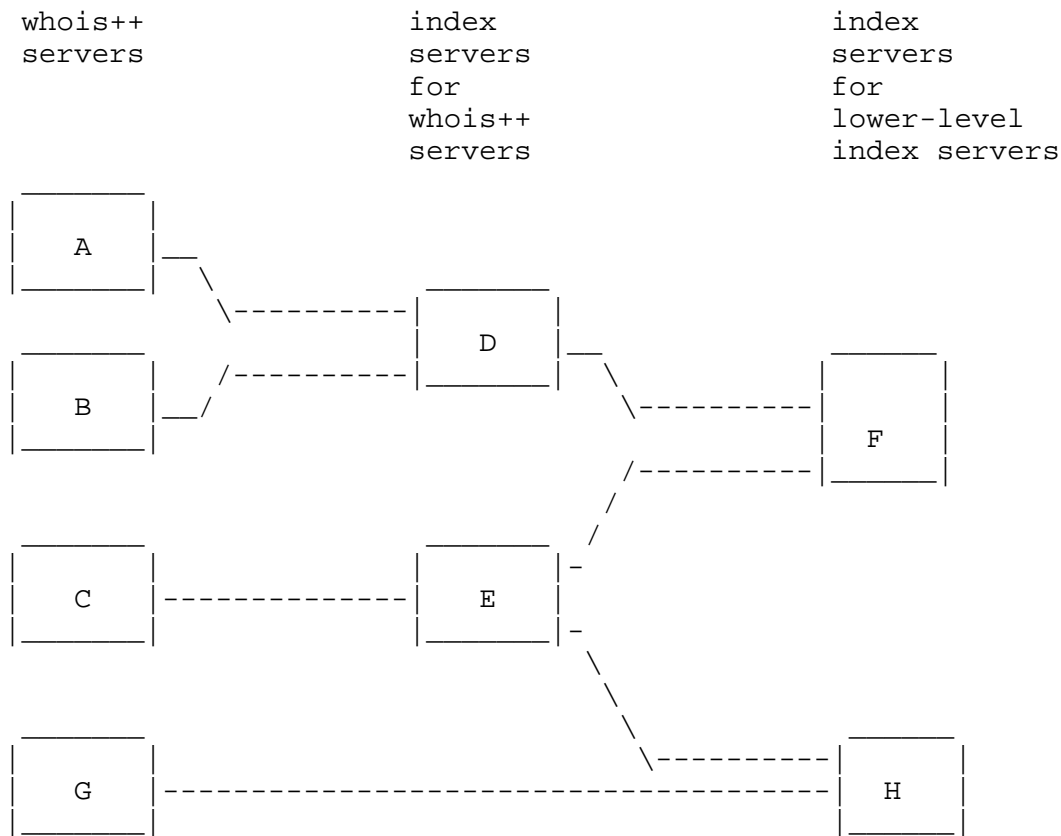 whois++ index index
servers servers servers
for for
whois++ lower-level
servers index servers
A
D
B
F
C E
G H